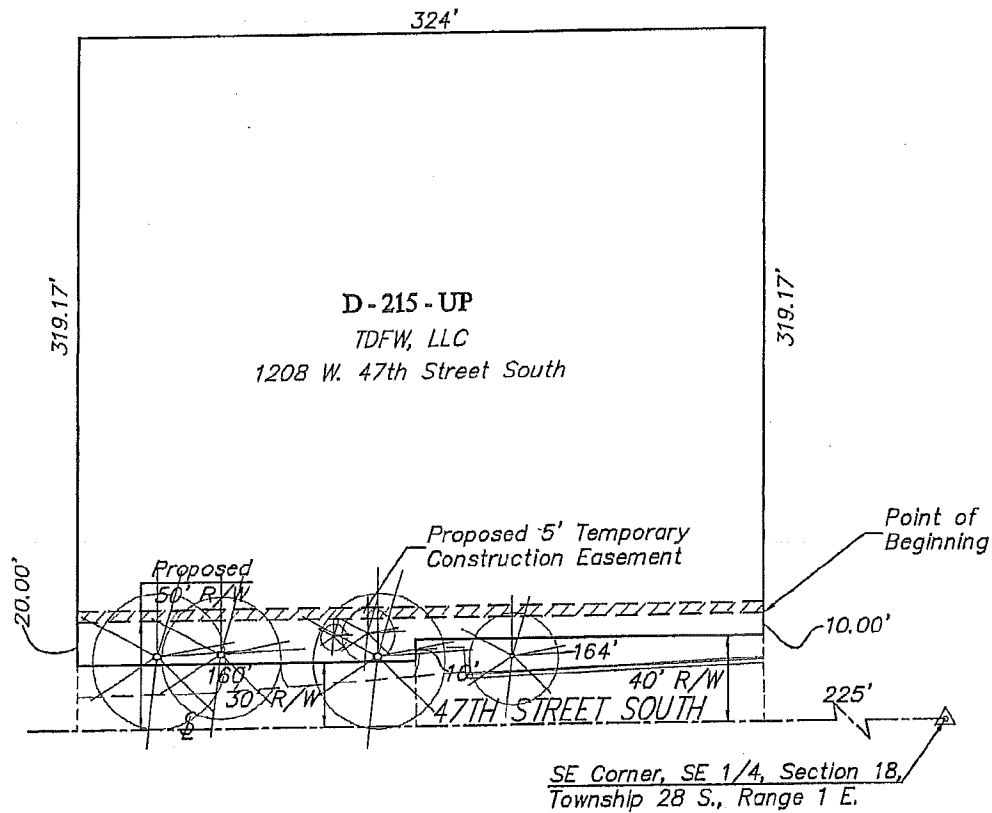 324'
319.17'
319.17'
D-215-UP
TDFW, LLC
1208 W. 47th Street South
Point of
Beginning
Proposed 5' Temporary
Construction Easement
Proposed
50' R/W
20.00'
10.00'
164'
10'
160'
30' R/W
40' R/W
47TH STREET SOUTH
225'
SE Corner, SE 1/4, Section 18,
Township 28 S., Range 1 E.